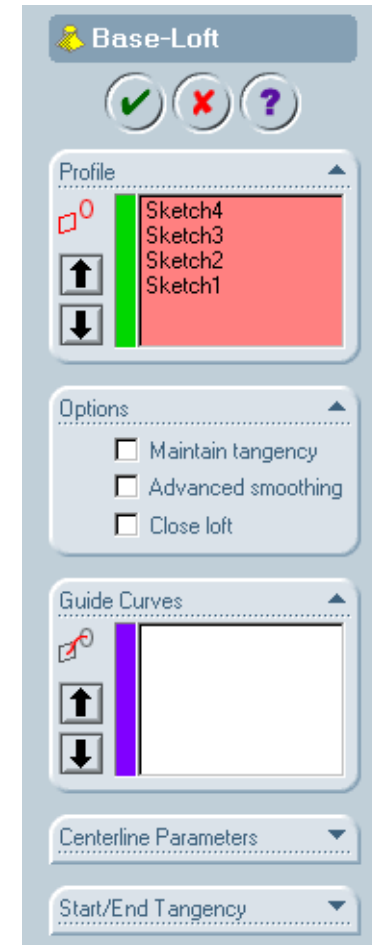 Base-Loft
?
Profile
Sketch4
Sketch3
Sketch2
Sketch1
Options
Maintain tangency
Advanced smoothing
Close loft
Guide Curves
Centerline Parameters
Start/End Tangency